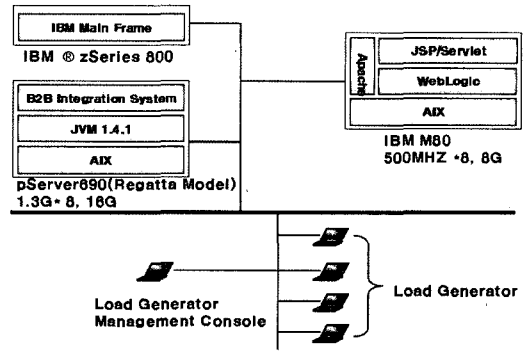 IBM Main Frame
IBM ® zSeries 800
B2B Integration System
JVM 1.4.1
AIX
pServer690(Regatta Model)
1.3G* 8, 16G
Apache
JSP/Servlet
WebLogic
AIX
IBM M80
500MHZ *8, 8G
Load Generator
Management Console
Load Generator